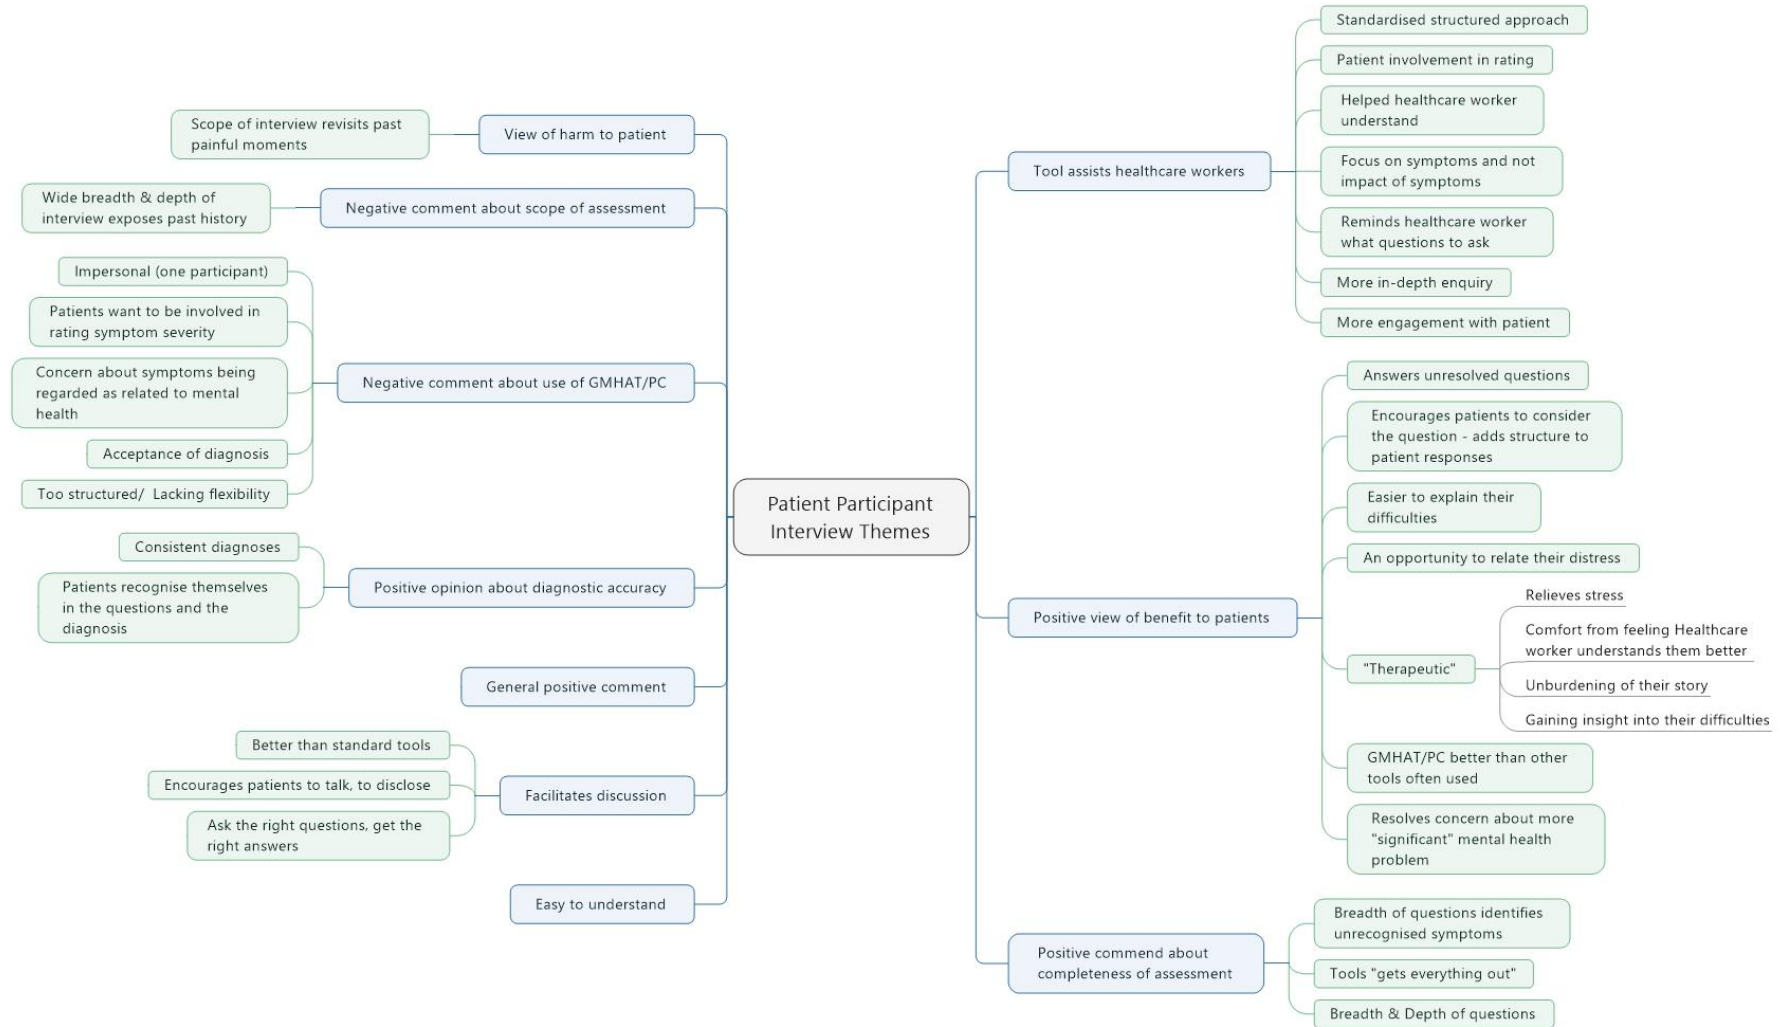 Patient Participant
Interview Themes
View of harm to patient
Scope of interview revisits past
painful moments
Negative comment about scope of assessment
Wide breadth & depth of
interview exposes past history
Negative comment about use of GMHAT/PC
Impersonal (one participant)
Patients want to be involved in
rating symptom severity
Concern about symptoms being
regarded as related to mental
health
Acceptance of diagnosis
Too structured/ Lacking flexibility
Positive opinion about diagnostic accuracy
Consistent diagnoses
Patients recognise themselves
in the questions and the
diagnosis
General positive comment
Facilitates discussion
Better than standard tools
Encourages patients to talk, to disclose
Ask the right questions, get the
right answers
Easy to understand
Tool assists healthcare workers
Standardised structured approach
Patient involvement in rating
Helped healthcare worker
understand
Focus on symptoms and not
impact of symptoms
Reminds healthcare worker
what questions to ask
More in-depth enquiry
More engagement with patient
Positive view of benefit to patients
Answers unresolved questions
Encourages patients to consider
the question - adds structure to
patient responses
Easier to explain their
difficulties
An opportunity to relate their distress
"Therapeutic"
Relieves stress
Comfort from feeling Healthcare
worker understands them better
Unburdening of their story
Gaining insight into their difficulties
GMHAT/PC better than other
tools often used
Resolves concern about more
"significant" mental health
problem
Positive commend about
completeness of assessment
Breadth of questions identifies
unrecognised symptoms
Tools "gets everything out"
Breadth & Depth of questions